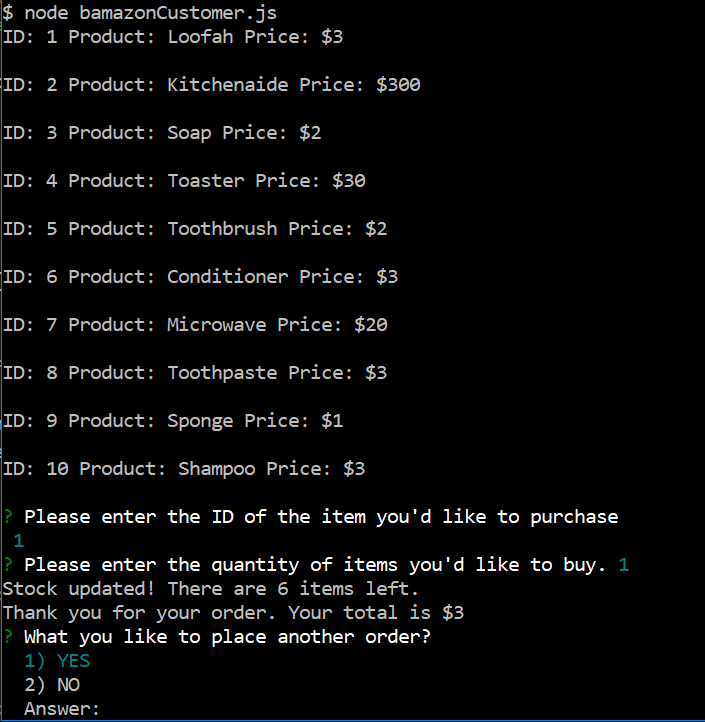 $ node bamazonCustomer.js
ID: 1 Product: Loofah Price: $3
ID: 2 Product: Kitchenaide Price: $300
ID: 3 Product: Soap Price: $2
ID: 4 Product: Toaster Price: $30
ID: 5 Product: Toothbrush Price: $2
ID: 6 Product: Conditioner Price: $3
ID: 7 Product: Microwave Price: $20
ID: 8 Product: Toothpaste Price: $3
ID: 9 Product: Sponge Price: $1
ID: 10 Product: Shampoo Price: $3
? Please enter the ID of the item you'd like to purchase
1
? Please enter the quantity of items you'd like to buy. 1
Stock updated! There are 6 items left.
Thank you for your order. Your total is $3
? What you like to place another order?
1) YES
2) NO
Answer: